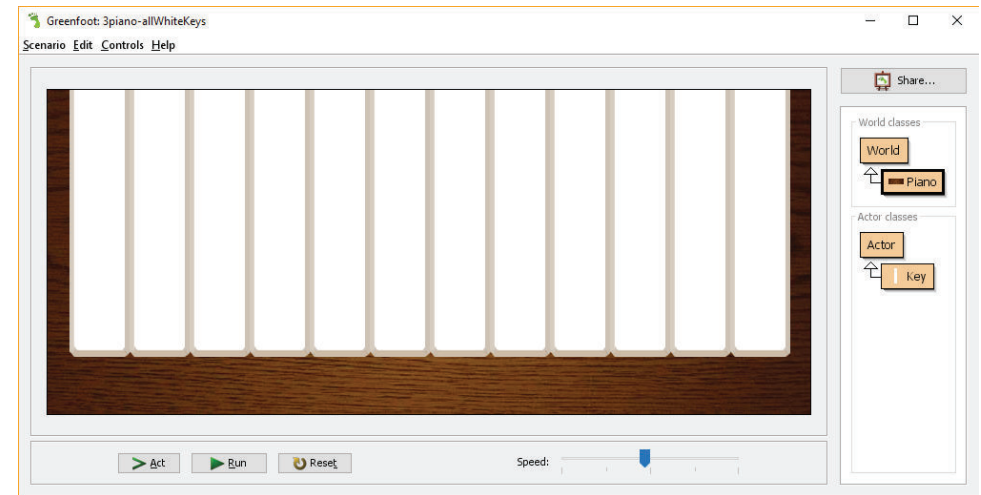 Greenfoot: 3piano-allWhiteKeys
Scenario Edit Controls Help
Share...
World classes
World
Piano
Actor classes
Actor
Key
Act Run Reset Speed: